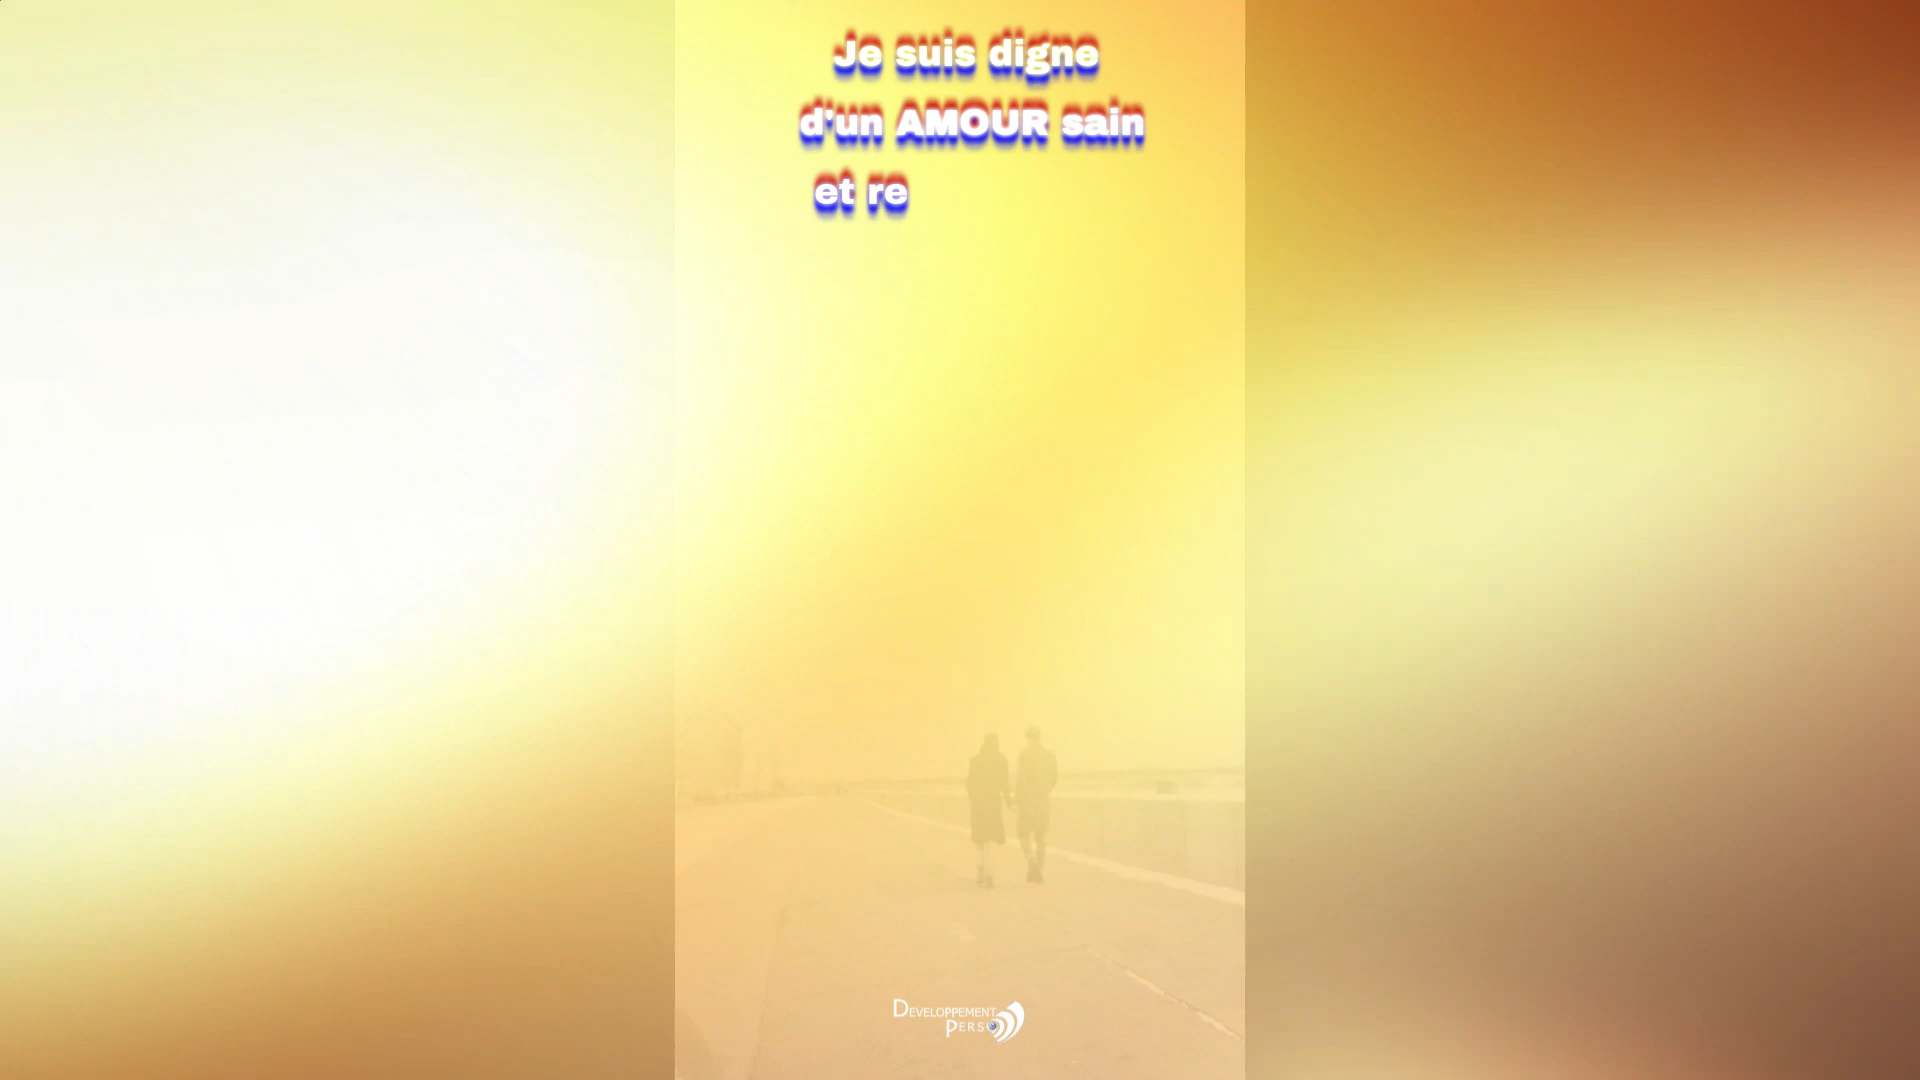 Je suis digne
d'un AMOUR sain
et re
DEVELOPPEMENT
PERSO